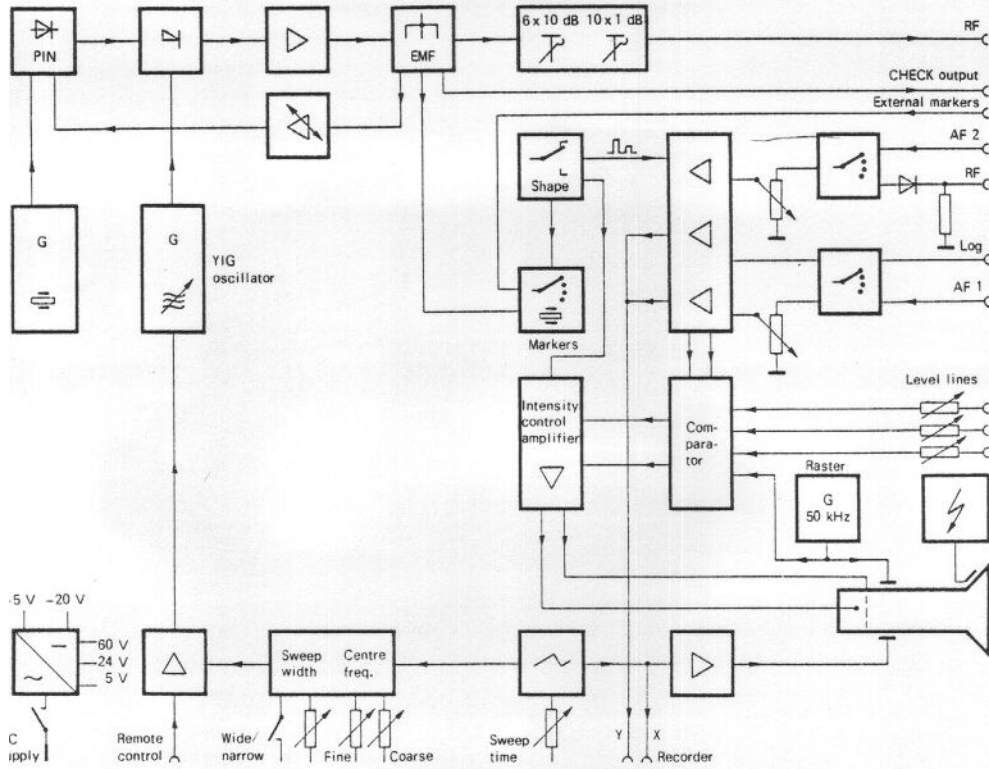 PIN
EMF
6 x 10 dB
10 x 1 dB
RF
CHECK output
External markers
AF 2
RF
Log
AF 1
Shape
Markers
G
G
YIG
oscillator
Level lines
Intensity
control
amplifier
Com-
para-
tor
Raster
G
50 kHz
-5 V
-20 V
60 V
24 V
5 V
C
upply
Remote
control
Sweep
width
Centre
freq.
Wide/
narrow
Fine
Coarse
Sweep
time
Y
X
Recorder